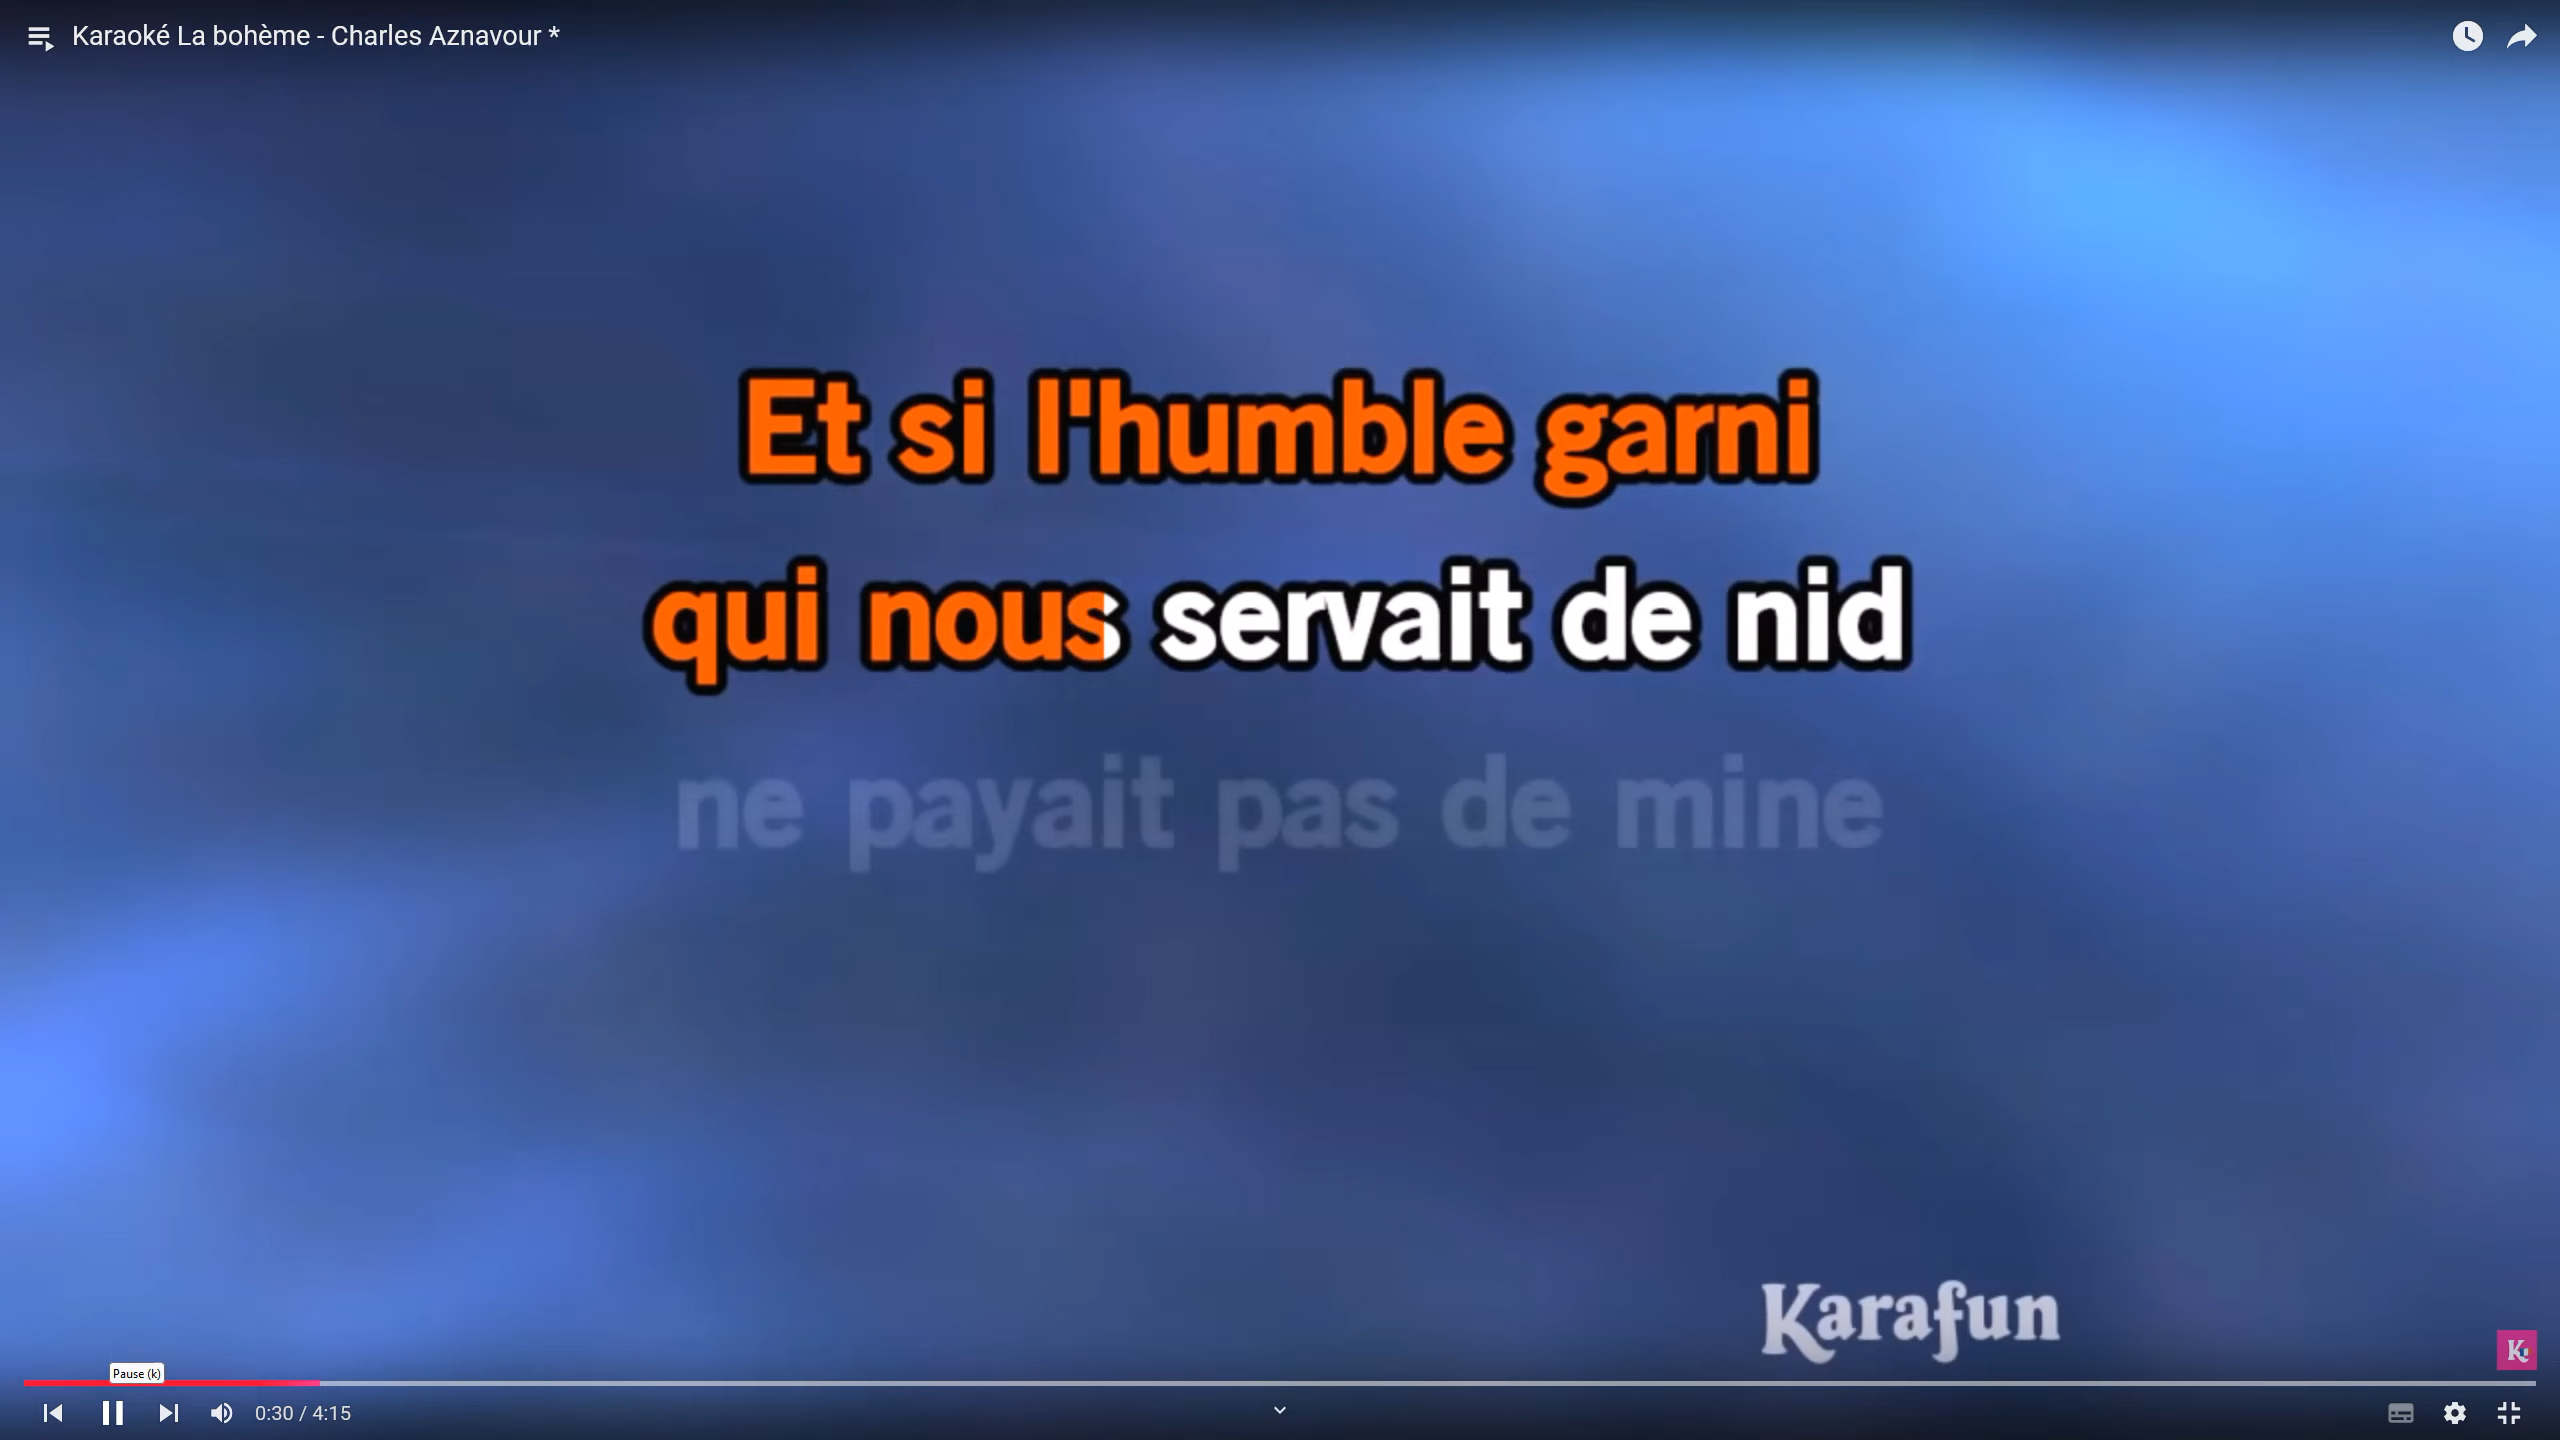 Karaoké La bohème - Charles Aznavour *
Et si l'humble garni
qui nous servait de nid
ne payait pas de mine
Karafun
K
Pause (k)
0:30 / 4:15